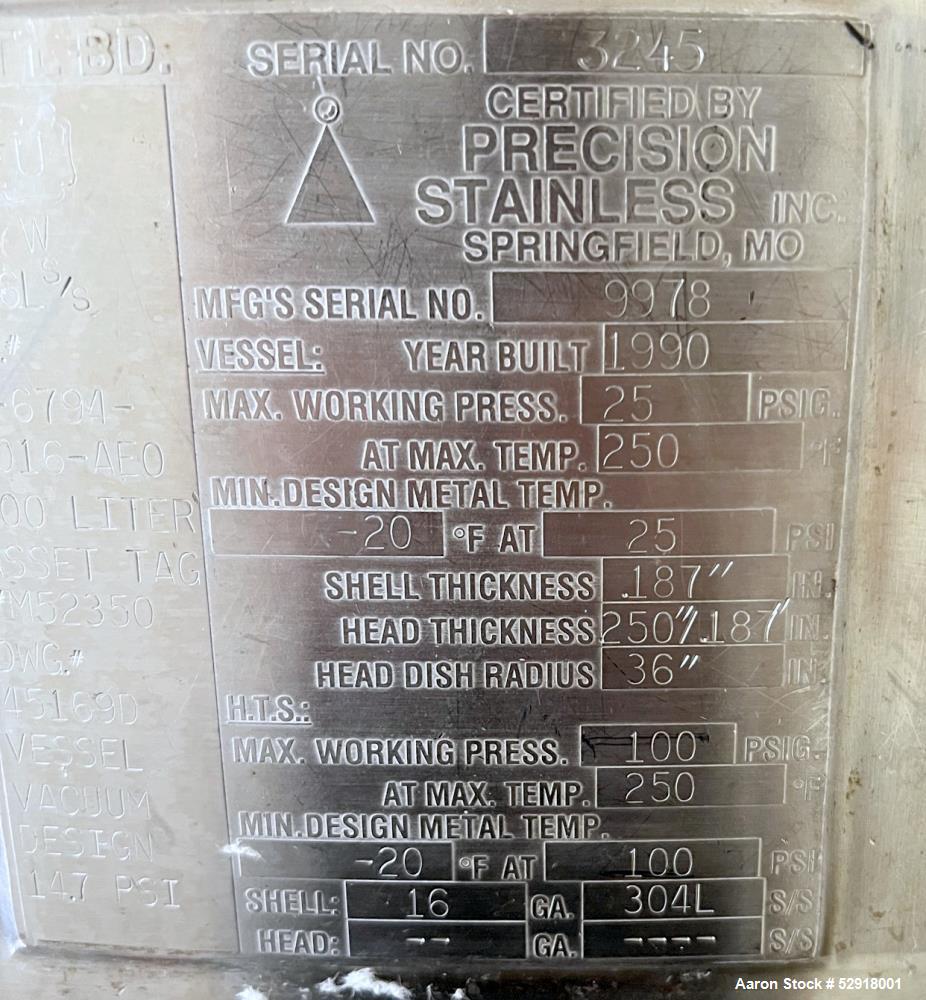 T'L BD. SERIAL NO. 3245
U
CERTIFIED BY
PRECISION
STAINLESS INC.
SPRINGFIELD, MO
W
6L S/S
MFG'S SERIAL NO. 9978
VESSEL: YEAR BUILT 1990
MAX. WORKING PRESS. 25 PSIG.
AT MAX. TEMP. 250 °F
MIN. DESIGN METAL TEMP.
-20 °F AT 25 PSI
SHELL THICKNESS .187" IN.
HEAD THICKNESS 250"/.187" IN.
HEAD DISH RADIUS 36" IN.
H.T.S.:
MAX. WORKING PRESS. 100 PSIG.
AT MAX. TEMP. 250 °F
MIN. DESIGN METAL TEMP.
-20 °F AT 100 PSI
SHELL: 16 GA. 304L S/S
HEAD: -- GA. ---- S/S
#
6794-
016-AE0
00 LITER
ASSET TAG
M52350
DWG.#
45169D
VESSEL
VACUUM
DESIGN
14.7 PSI
Aaron Stock # 52918001